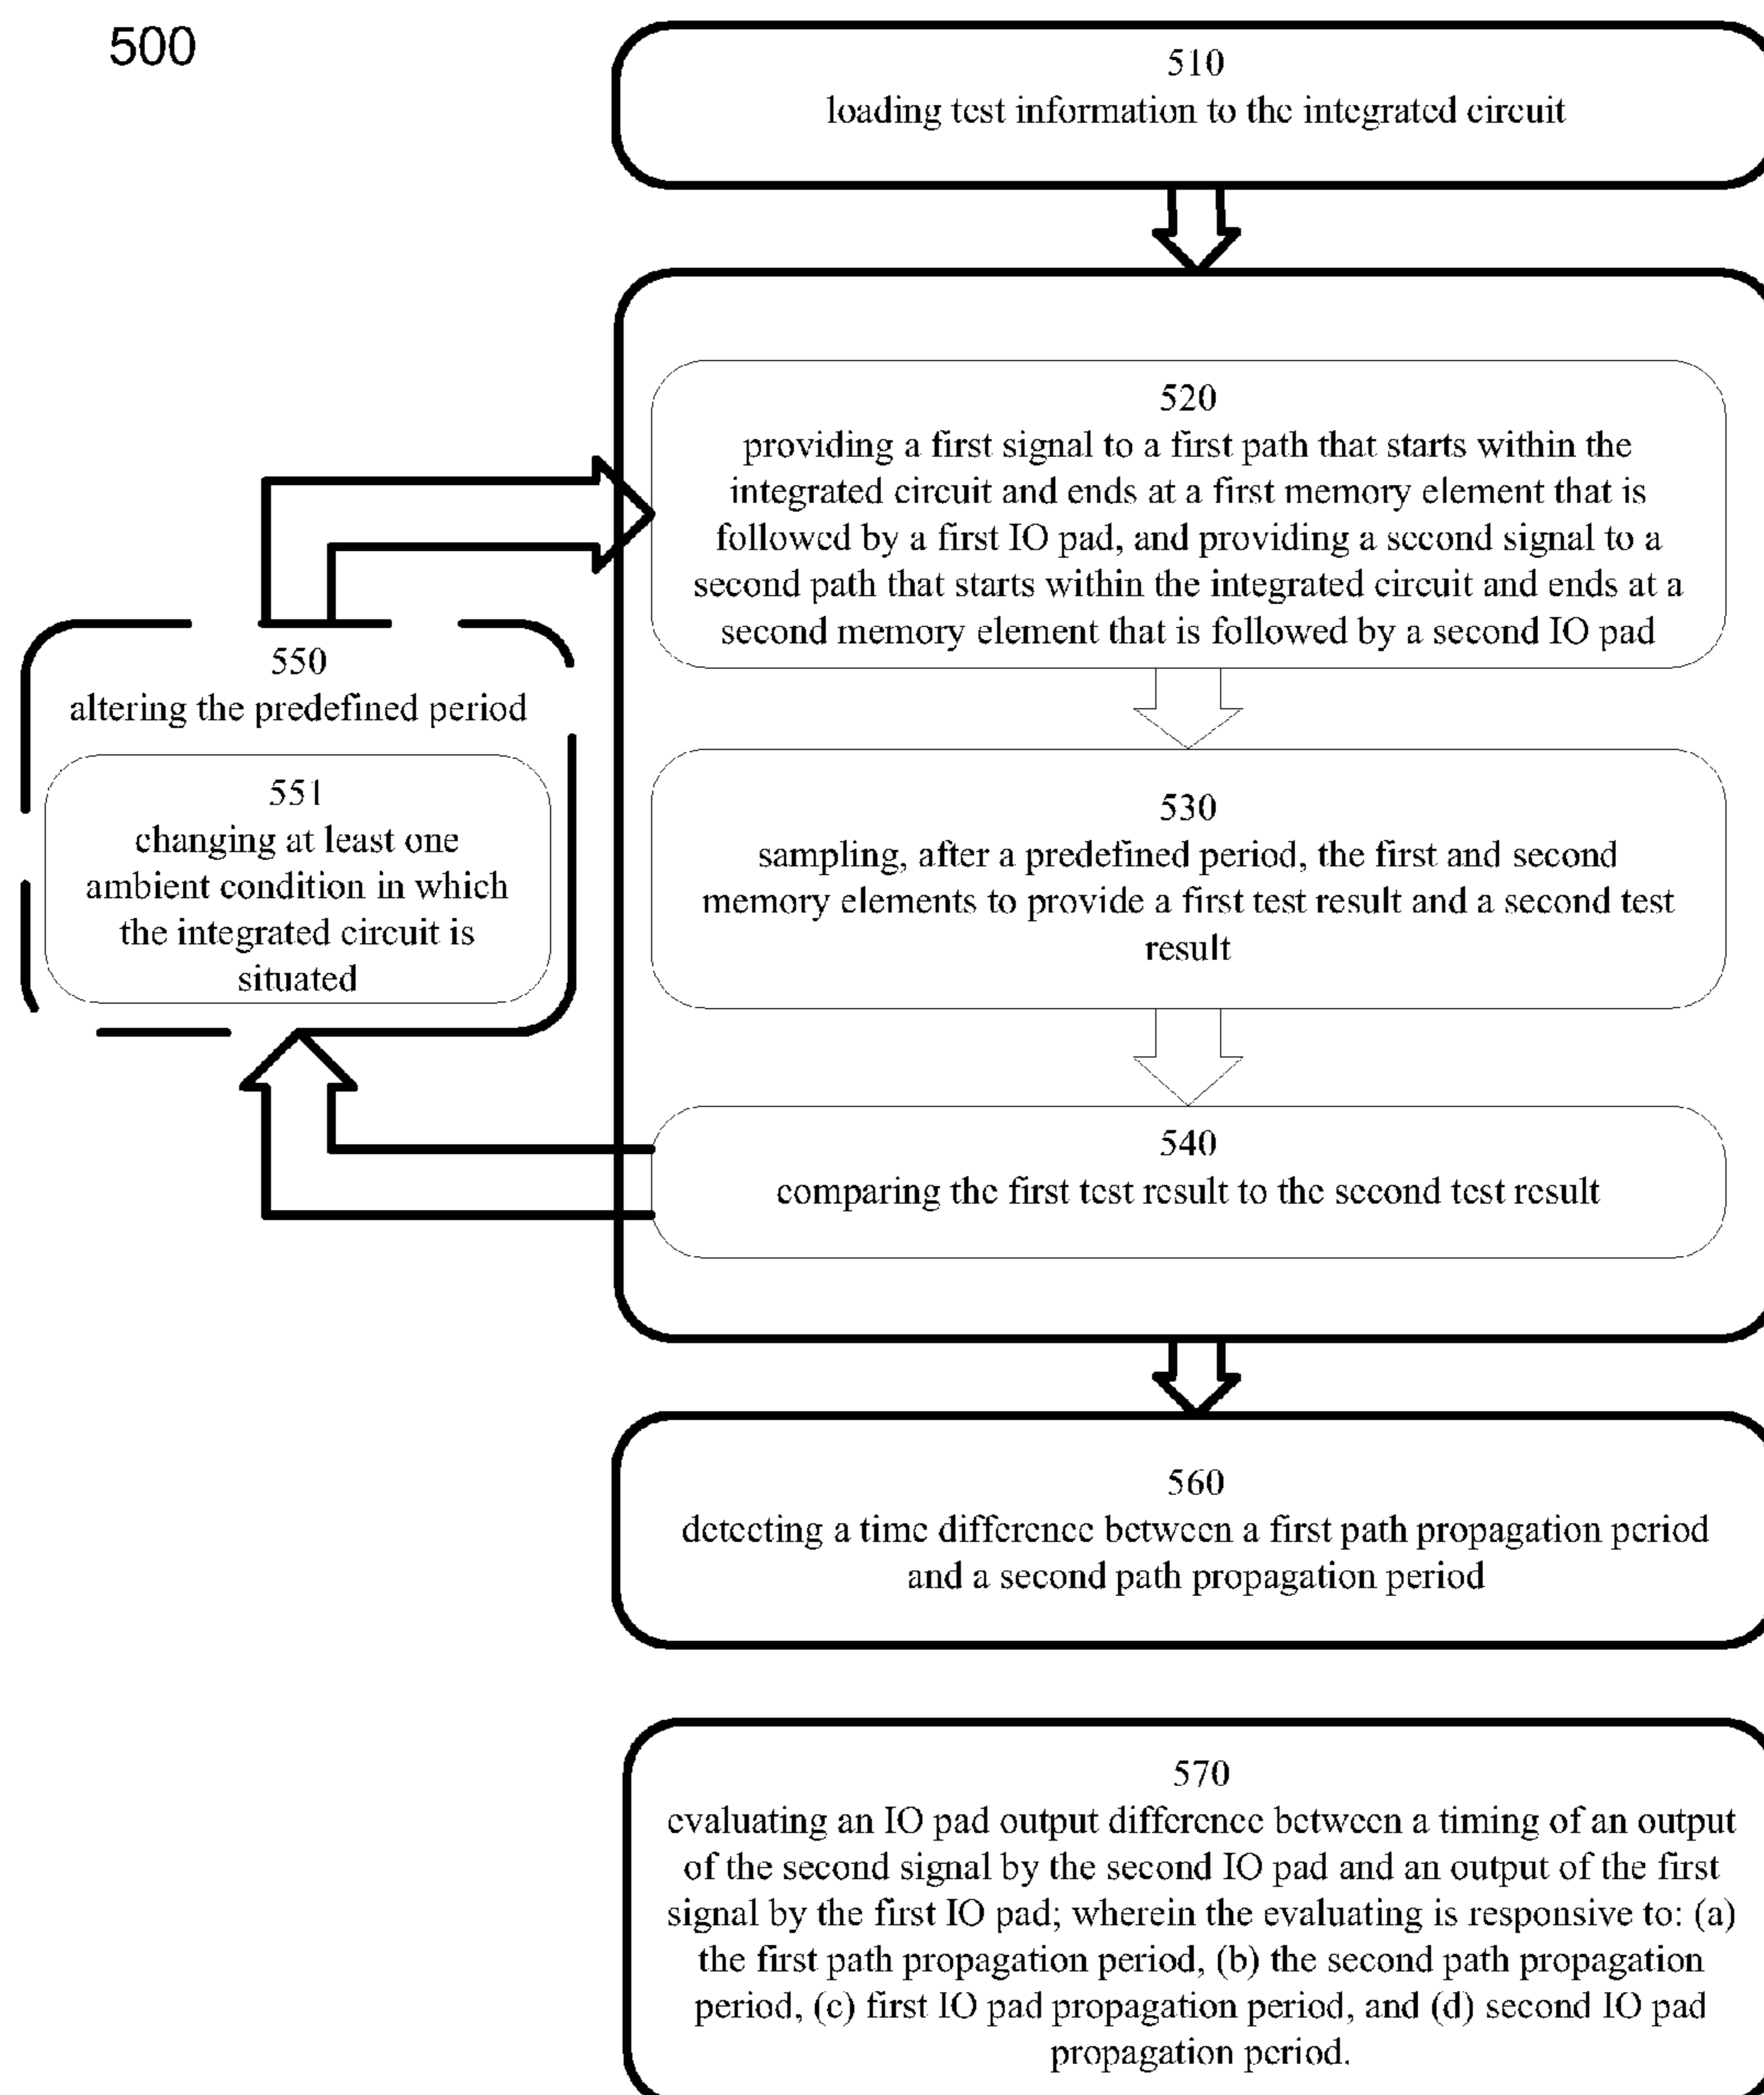 500
510
loading test information to the integrated circuit
520
providing a first signal to a first path that starts within the
integrated circuit and ends at a first memory element that is
followed by a first IO pad, and providing a second signal to a
second path that starts within the integrated circuit and ends at a
second memory element that is followed by a second IO pad
550
altering the predefined period
551
changing at least one
ambient condition in which
the integrated circuit is
situated
530
sampling, after a predefined period, the first and second
memory elements to provide a first test result and a second test
result
540
comparing the first test result to the second test result
560
detecting a time difference between a first path propagation period
and a second path propagation period
570
evaluating an IO pad output difference between a timing of an output
of the second signal by the second IO pad and an output of the first
signal by the first IO pad; wherein the evaluating is responsive to: (a)
the first path propagation period, (b) the second path propagation
period, (c) first IO pad propagation period, and (d) second IO pad
propagation period.